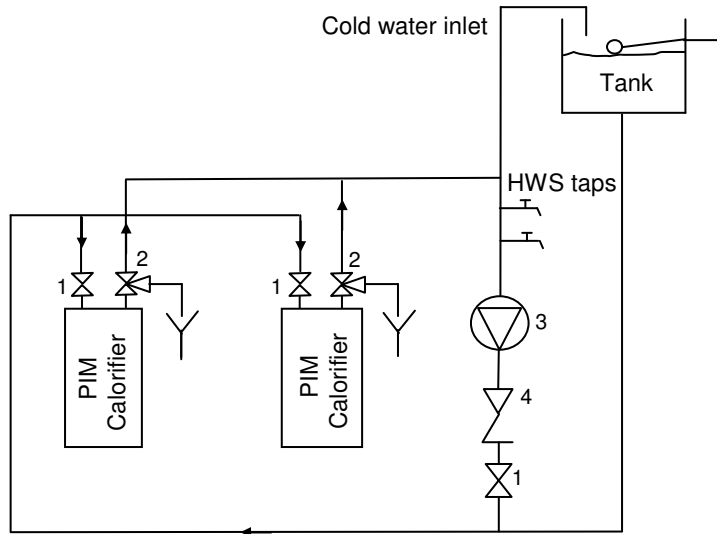 Cold water inlet
Tank
HWS taps
2
2
1
1
3
PIM
Calorifier
PIM
Calorifier
4
1